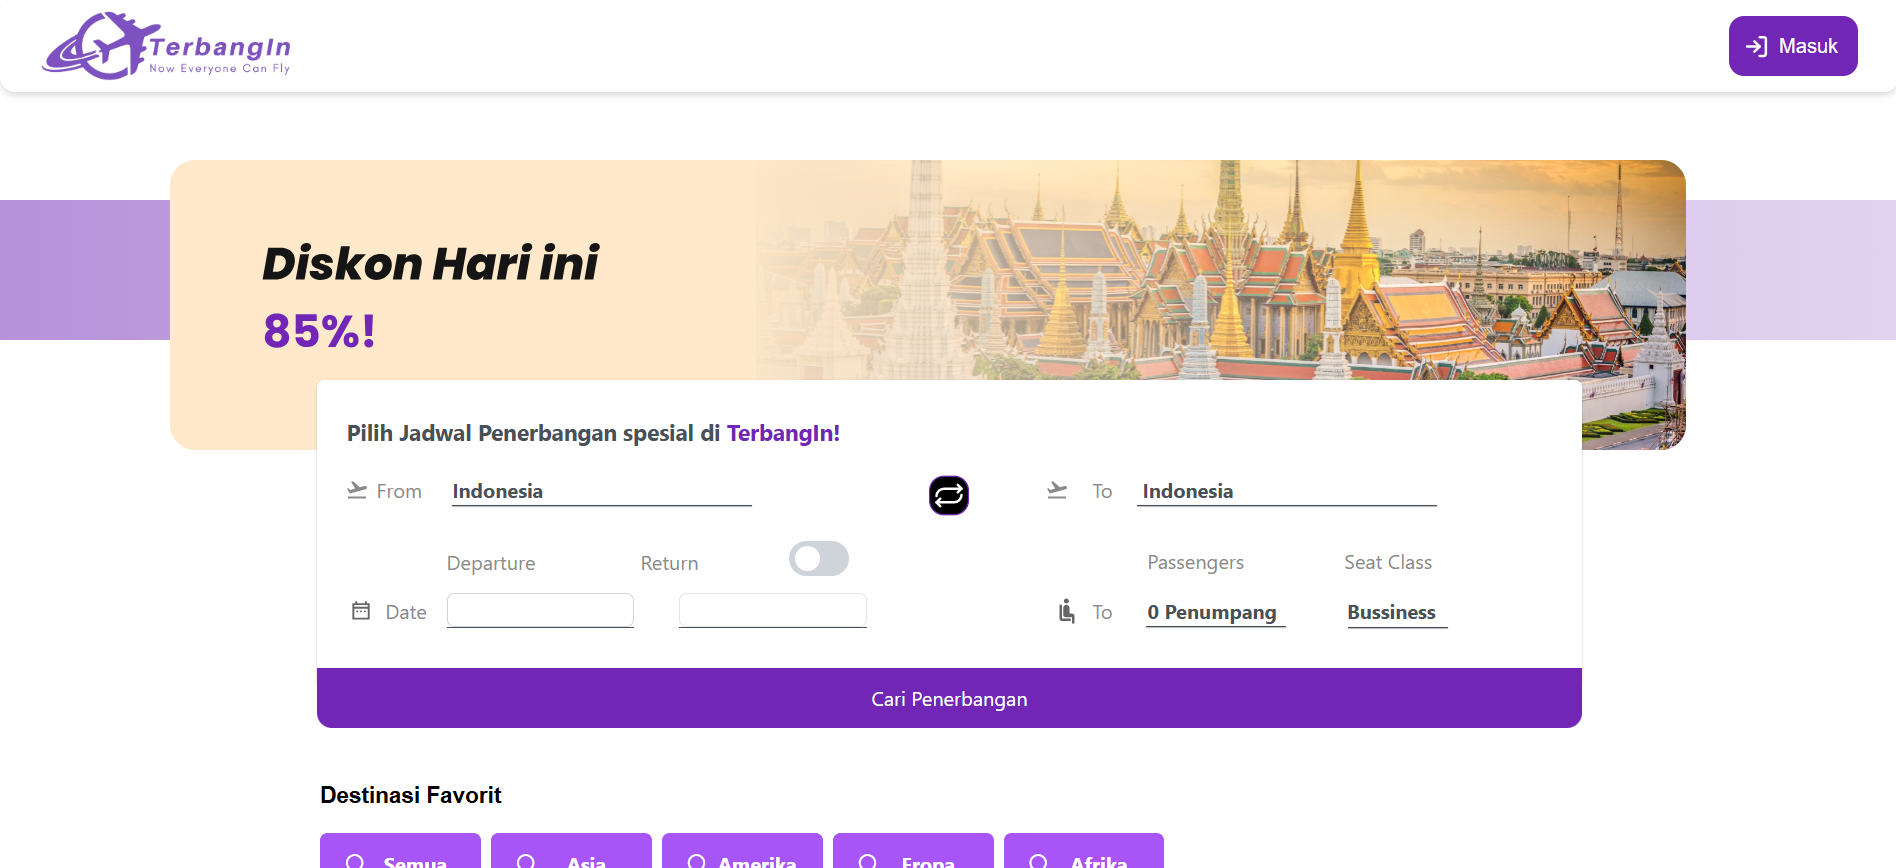 TerbangIn
Now Everyone Can Fly
Masuk
Diskon Hari ini
85%!
Pilih Jadwal Penerbangan spesial di TerbangIn!
From Indonesia
To Indonesia
Departure Return
Passengers Seat Class
Date
To 0 Penumpang Bussiness
Cari Penerbangan
Destinasi Favorit
Semua Asia Amerika Eropa Afrika